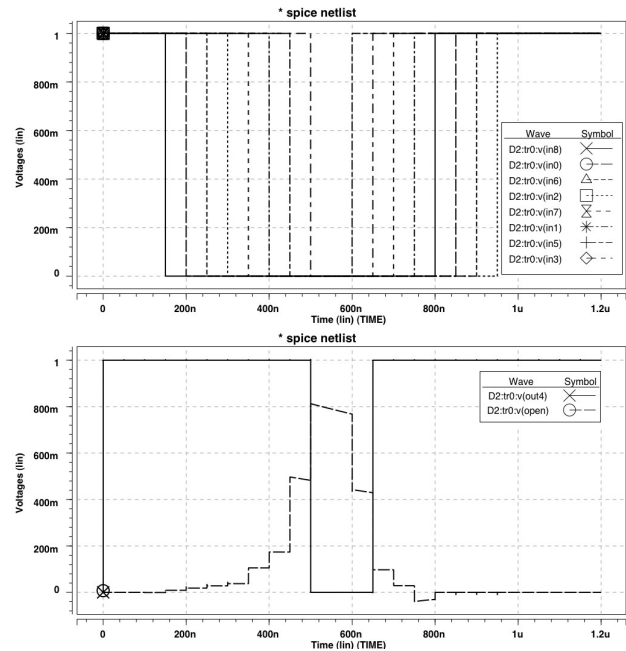 * spice netlist
1
800m
600m
400m
200m
0
Voltages (lin)
Wave Symbol
D2:tr0:v(in8)
D2:tr0:v(in0)
D2:tr0:v(in6)
D2:tr0:v(in2)
D2:tr0:v(in7)
D2:tr0:v(in1)
D2:tr0:v(in5)
D2:tr0:v(in3)
0 200n 400n 600n 800n 1u 1.2u
Time (lin) (TIME)
* spice netlist
1
800m
600m
400m
200m
0
Voltages (lin)
Wave Symbol
D2:tr0:v(out4)
D2:tr0:v(open)
0 200n 400n 600n 800n 1u 1.2u
Time (lin) (TIME)